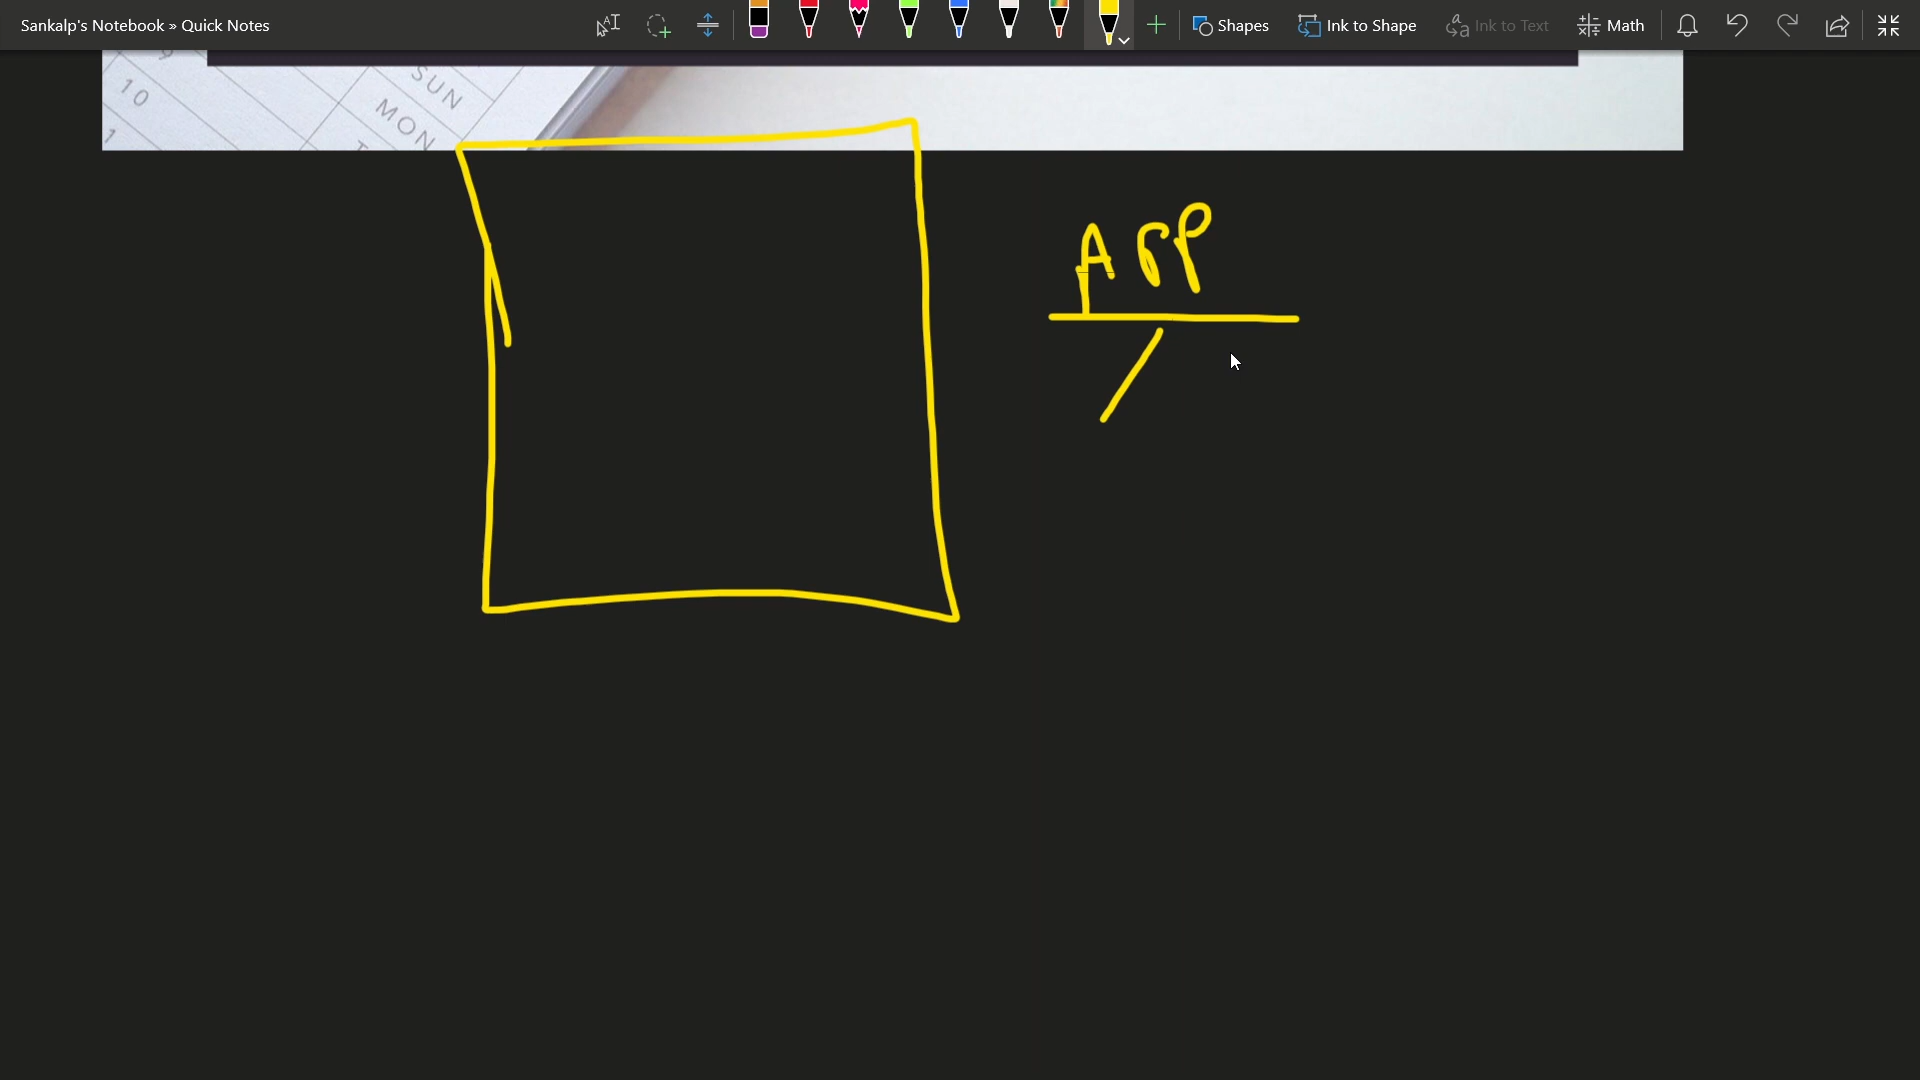 Sankalp's Notebook » Quick Notes
Shapes
Ink to Shape
Ink to Text
Math
SUN
10
MON
APP